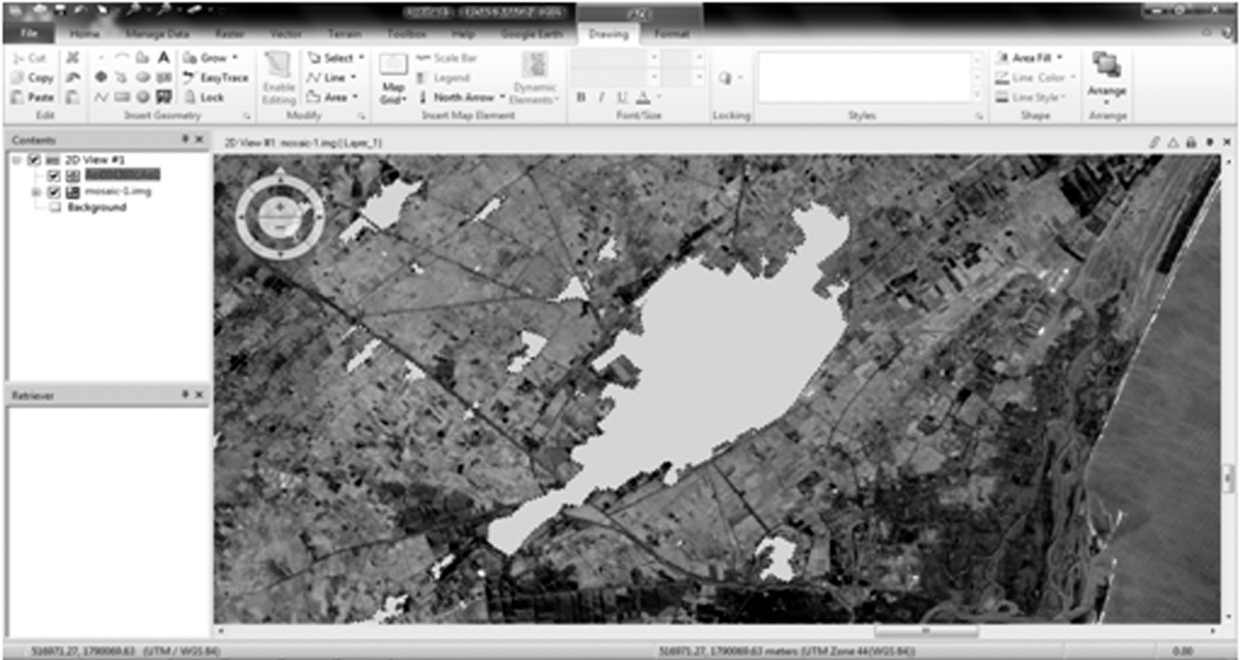 File Home Manage Data Raster Vector Terrain Toolbox Help Google Earth Drawing Format
Cut Grow Select Scale Bar Area Fill
Copy EasyTrace Enable Editing Line Map Grid Legend Dynamic Elements Line Color Arrange
Paste Lock Area North Arrow B I U A Line Style
Edit Insert Geometry Modify Insert Map Element Font/Size Locking Styles Shape Arrange
Contents
2D View #1: mosaic-1.img(:Layer_1)
2D View #1
mosaic-1.img
Background
Retriever
516971.27, 1790069.63 (UTM / WGS 84)
516971.27, 1790069.63 meters (UTM Zone 44(WGS 84))
0.00